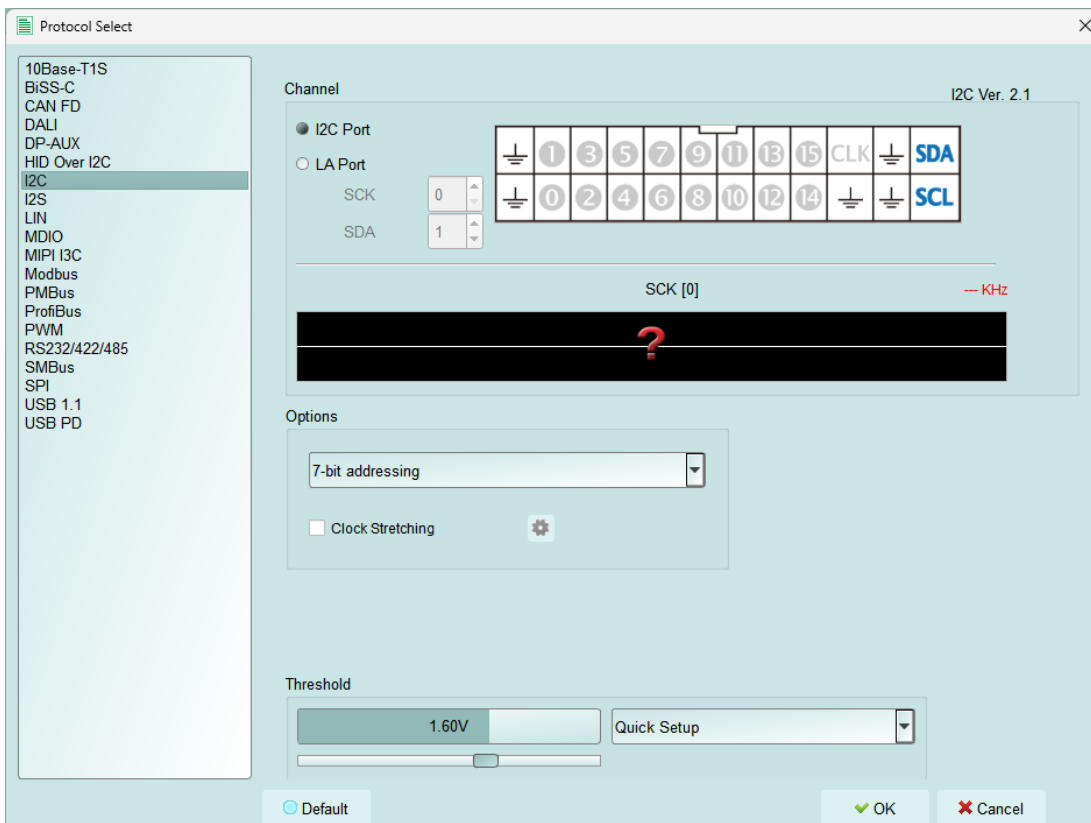 Protocol Select
10Base-T1S
BiSS-C
CAN FD
DALI
DP-AUX
HID Over I2C
I2C
I2S
LIN
MDIO
MIPI I3C
Modbus
PMBus
ProfiBus
PWM
RS232/422/485
SMBus
SPI
USB 1.1
USB PD
Channel
I2C Ver. 2.1
I2C Port
LA Port
SCK 0
SDA 1
1 3 5 7 9 11 13 15 CLK SDA
0 2 4 6 8 10 12 14 SCL
SCK [0]
--- KHz
?
Options
7-bit addressing
Clock Stretching
Threshold
1.60V
Quick Setup
Default
OK
Cancel